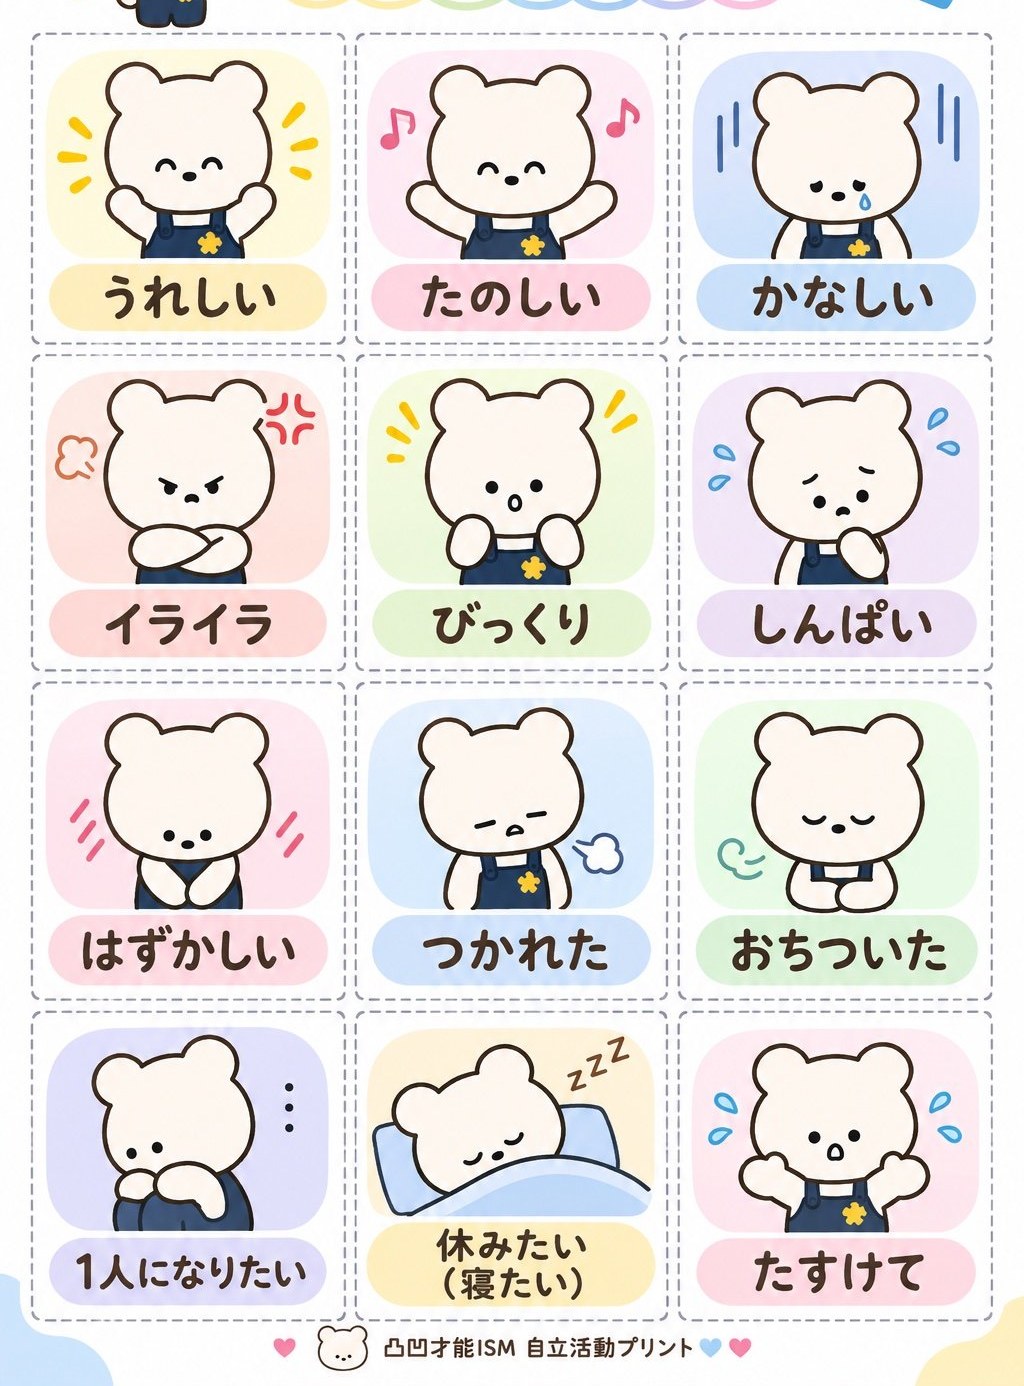 うれしい
たのしい
かなしい
イライラ
びっくり
しんぱい
はずかしい
つかれた
おちついた
1人になりたい
zzz
休みたい
(寝たい)
たすけて
凸凹才能ISM 自立活動プリント